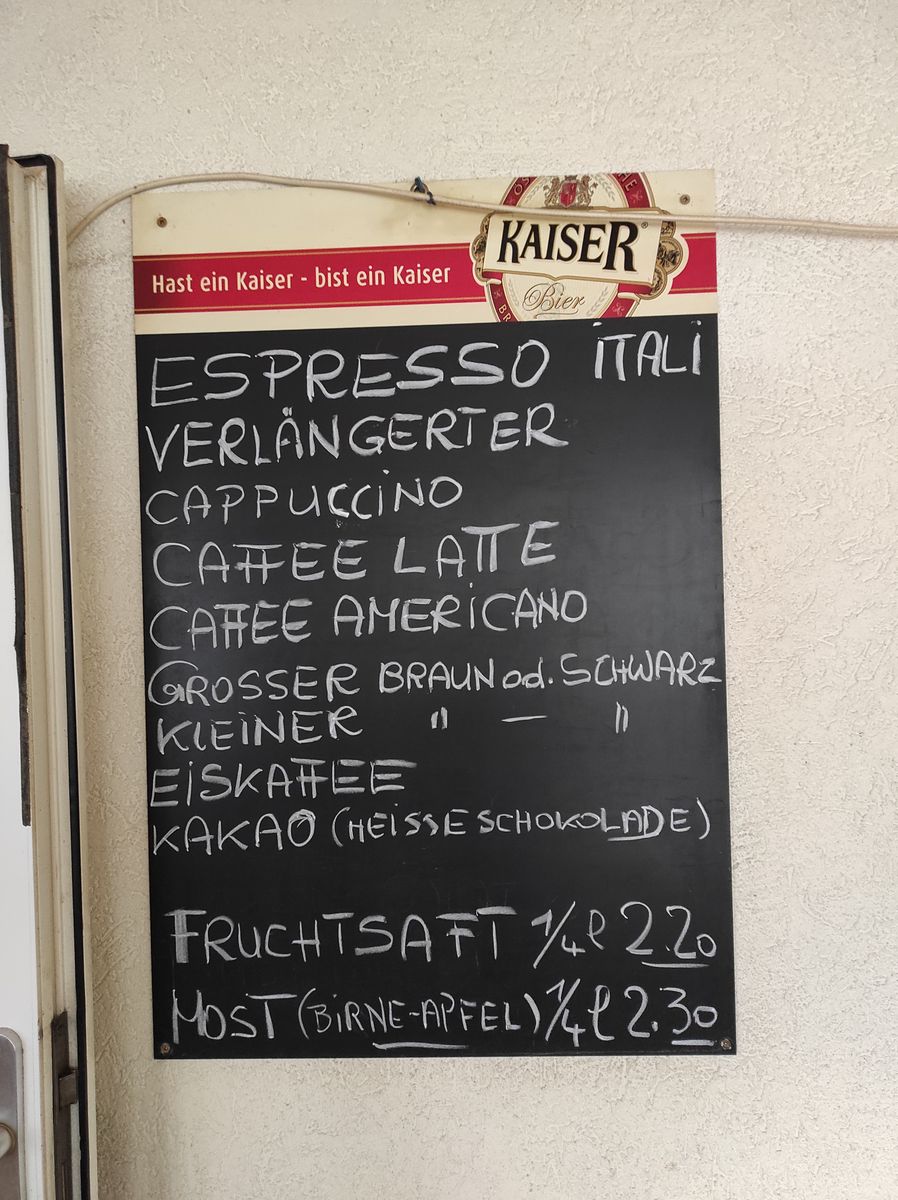 KAISER
Bier
Hast ein Kaiser - bist ein Kaiser
ESPRESSO ITALI
VERLÄNGERTER
CAPPUCCINO
CAFFEE LATTE
CAFFEE AMERICANO
GROSSER BRAUN od. SCHWARZ
KLEINER " — "
EISKAFFEE
KAKAO (HEISSE SCHOKOLADE)
FRUCHTSAFT 1/4 l 2.20
MOST (BIRNE-APFEL) 1/4 l 2.30